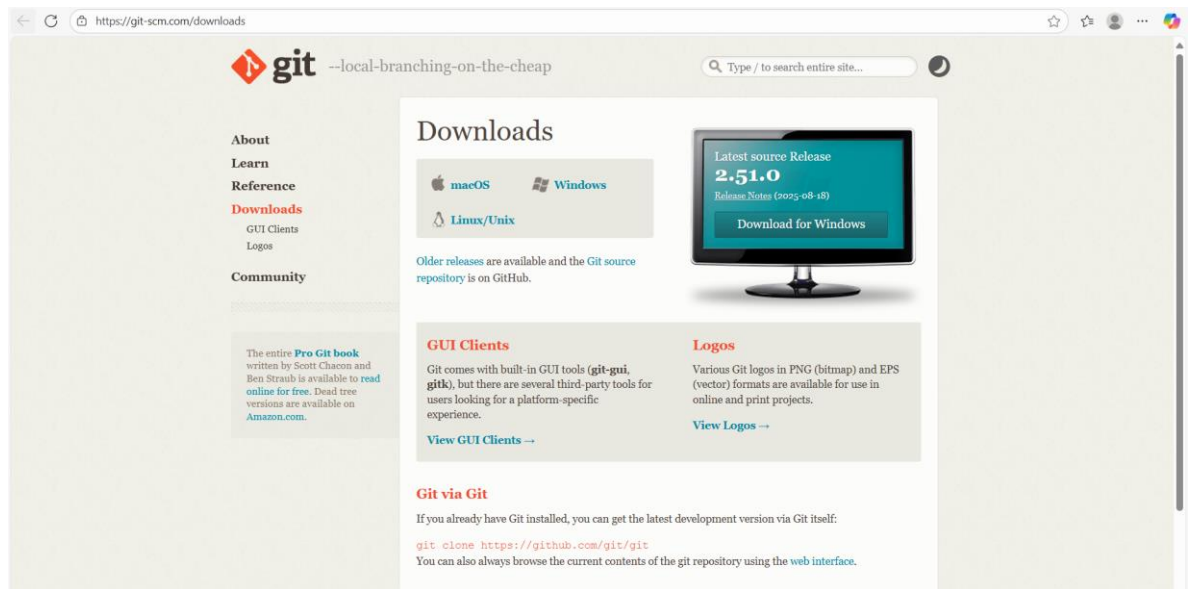 https://git-scm.com/downloads
git --local-branching-on-the-cheap
Type / to search entire site...
About
Learn
Reference
Downloads
GUI Clients
Logos
Community
The entire Pro Git book
written by Scott Chacon and
Ben Straub is available to read
online for free. Dead tree
versions are available on
Amazon.com.
Downloads
macOS
Windows
Linux/Unix
Older releases are available and the Git source
repository is on GitHub.
Latest source Release
2.51.0
Release Notes (2025-08-18)
Download for Windows
GUI Clients
Git comes with built-in GUI tools (git-gui,
gitk), but there are several third-party tools for
users looking for a platform-specific
experience.
View GUI Clients →
Logos
Various Git logos in PNG (bitmap) and EPS
(vector) formats are available for use in
online and print projects.
View Logos →
Git via Git
If you already have Git installed, you can get the latest development version via Git itself:
git clone https://github.com/git/git
You can also always browse the current contents of the git repository using the web interface.